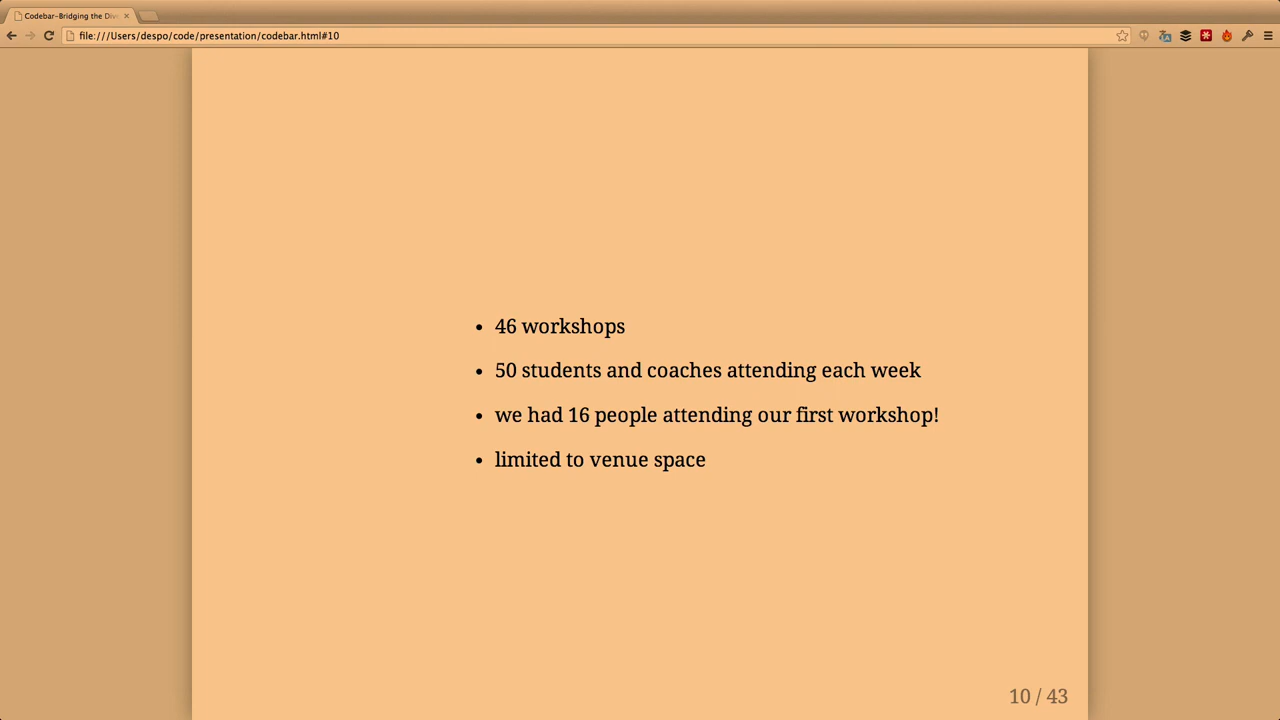 Codebar-Bridging the Div
file:///Users/despo/code/presentation/codebar.html#10
• 46 workshops
• 50 students and coaches attending each week
• we had 16 people attending our first workshop!
• limited to venue space
10 / 43